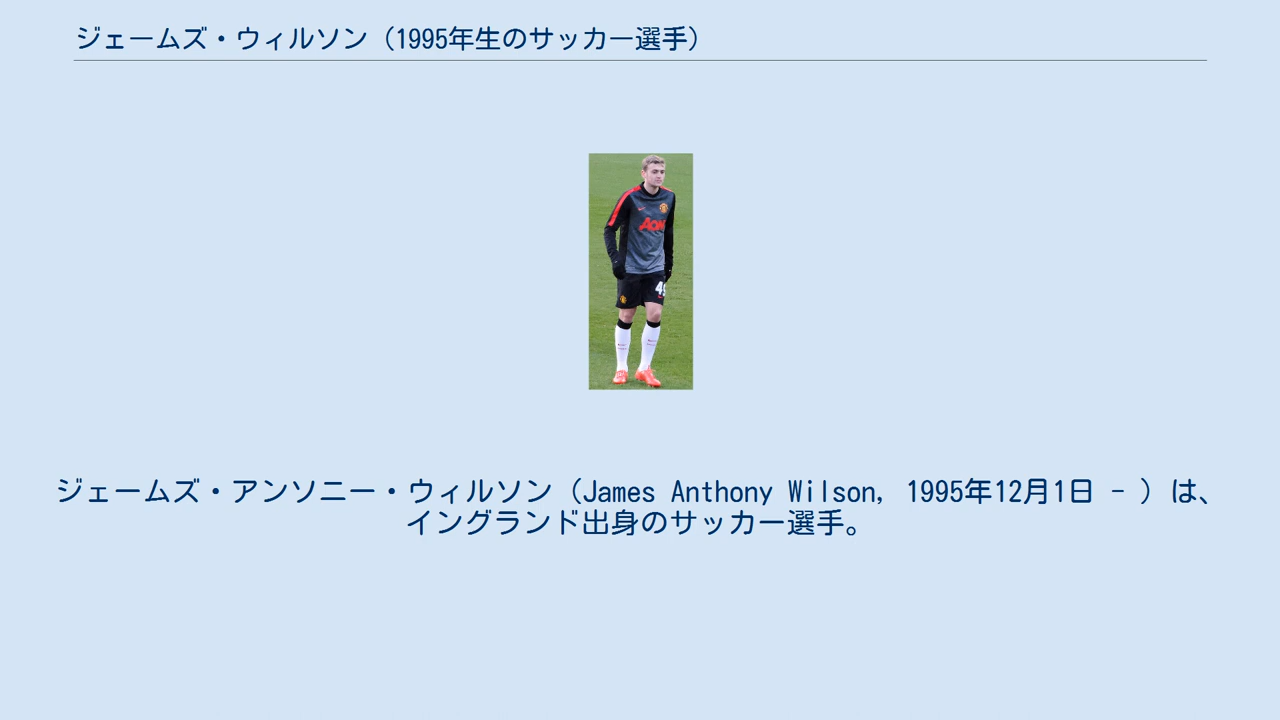 ジェームズ・ウィルソン（1995年生のサッカー選手）
AON
ジェームズ・アンソニー・ウィルソン（James Anthony Wilson, 1995年12月1日 - ）は、
イングランド出身のサッカー選手。